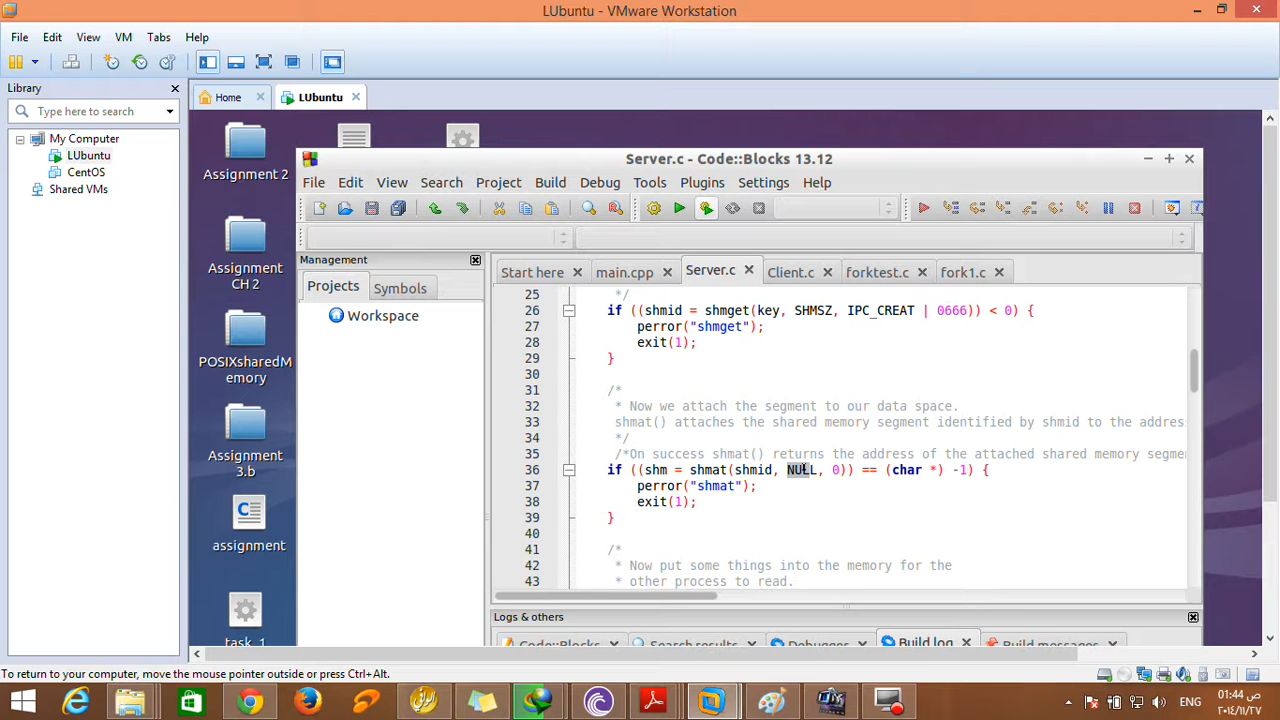 LUbuntu - VMware Workstation
File Edit View VM Tabs Help
Library
Type here to search
My Computer
LUbuntu
CentOS
Shared VMs
Home
LUbuntu
Assignment 2
Assignment
CH 2
POSIXsharedM
emory
Assignment
3.b
assignment
task_1
Server.c - Code::Blocks 13.12
File Edit View Search Project Build Debug Tools Plugins Settings Help
Management
Projects Symbols
Workspace
Start here main.cpp Server.c Client.c forktest.c fork1.c
25 */
26 if ((shmid = shmget(key, SHMSZ, IPC_CREAT | 0666)) < 0) {
27 perror("shmget");
28 exit(1);
29 }
30
31 /*
32 * Now we attach the segment to our data space.
33 shmat() attaches the shared memory segment identified by shmid to the addres
34 */
35 /*On success shmat() returns the address of the attached shared memory segme
36 if ((shm = shmat(shmid, NULL, 0)) == (char *) -1) {
37 perror("shmat");
38 exit(1);
39 }
40
41 /*
42 * Now put some things into the memory for the
43 * other process to read.
Logs & others
Code::Blocks Search results Debugger Build log Build messages
To return to your computer, move the mouse pointer outside or press Ctrl+Alt.
ENG
01:44 ص
٢٠١٤/١١/٢٧